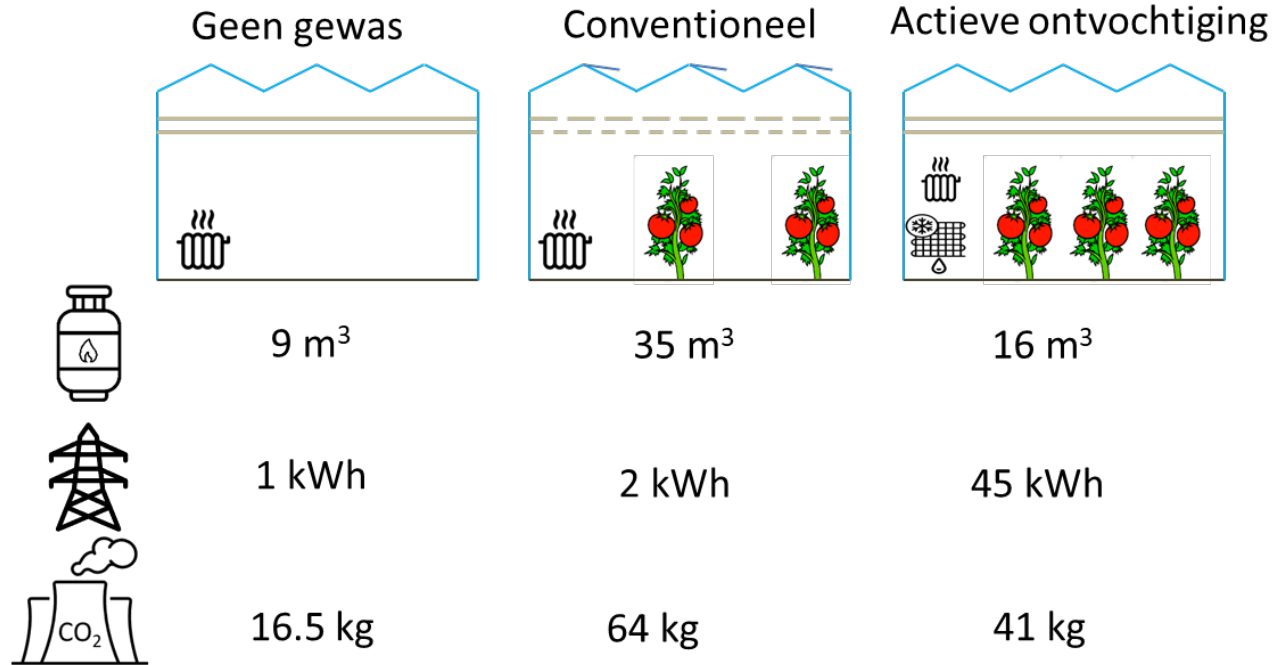 Geen gewas
Conventioneel
Actieve ontvochtiging
9 m³
35 m³
16 m³
1 kWh
2 kWh
45 kWh
CO₂
16.5 kg
64 kg
41 kg